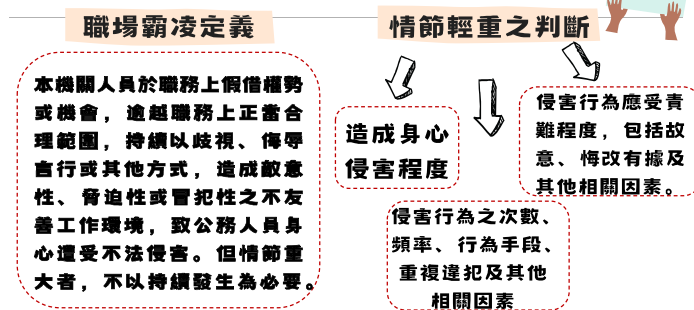 職場霸凌定義
情節輕重之判斷
本機關人員於職務上假借權勢
或機會，逾越職務上正當合
理範圍，持續以歧視、侮辱
言行或其他方式，造成敵意
性、脅迫性或冒犯性之不友
善工作環境，致公務人員身
心遭受不法侵害。但情節重
大者，不以持續發生為必要。
造成身心
侵害程度
侵害行為之次數、
頻率、行為手段、
重複違犯及其他
相關因素
侵害行為應受責
難程度，包括故
意、悔改有據及
其他相關因素。